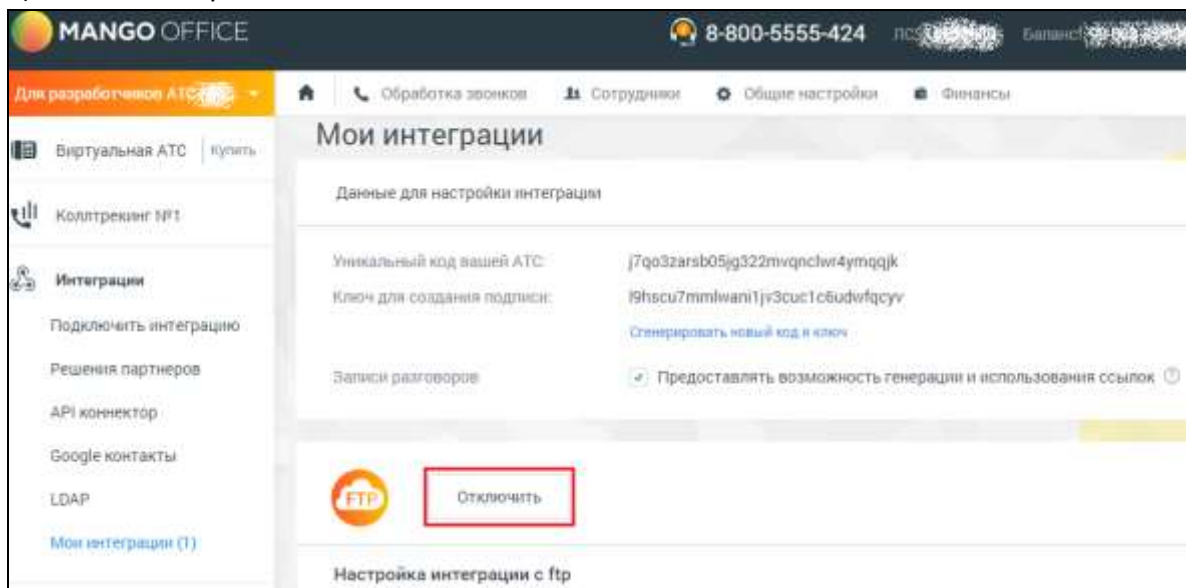 MANGO OFFICE
8-800-5555-424
ЛС
Баланс
Для разработчиков АТС
Обработка звонков
Сотрудники
Общие настройки
Финансы
Виртуальная АТС
Купить
Коллтрекинг №1
Интеграции
Подключить интеграцию
Решения партнеров
API коннектор
Google контакты
LDAP
Мои интеграции (1)
Мои интеграции
Данные для настройки интеграции
Уникальный код вашей АТС: j7qo3zarsb05jg322mvqnclwr4ymqqjk
Ключ для создания подписи: l9hscu7mmlwani1jv3cuc1c6udwfqcyv
Сгенерировать новый код и ключ
Записи разговоров Предоставлять возможность генерации и использования ссылок
FTP
Отключить
Настройка интеграции с ftp